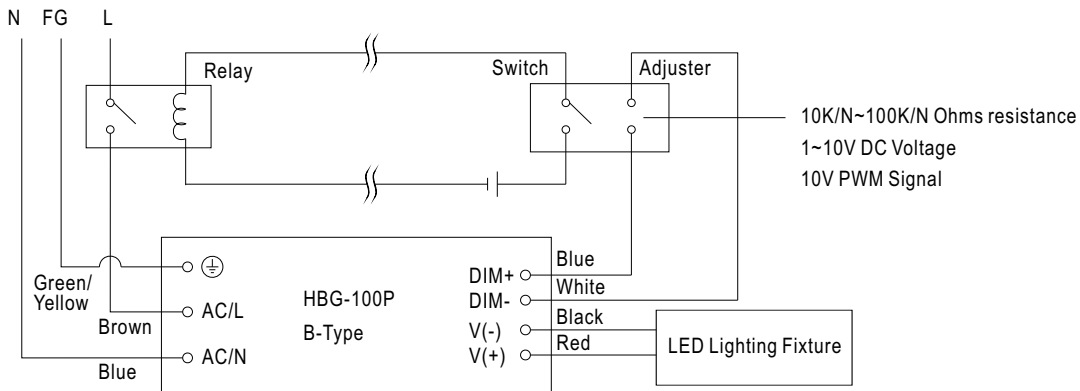 N FG L
Relay
Switch
Adjuster
10K/N~100K/N Ohms resistance
1~10V DC Voltage
10V PWM Signal
Green/
Yellow
Brown
Blue
AC/L
AC/N
HBG-100P
B-Type
DIM+
DIM-
V(-)
V(+)
Blue
White
Black
Red
LED Lighting Fixture